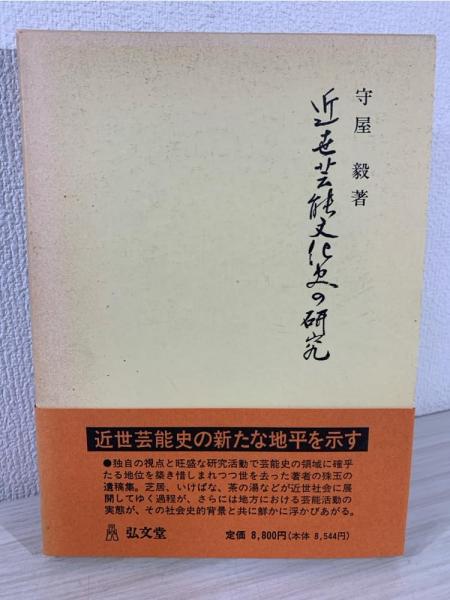 守屋 毅著
近世芸能文化史の研究
近世芸能史の新たな地平を示す
●独自の視点と旺盛な研究活動で芸能史の領域に確乎
たる地位を築き惜しまれつつ世を去った著者の珠玉の
遺稿集。芝居、いけばな、茶の湯などが近世社会に展
開してゆく過程が、さらには地方における芸能活動の
実態が、その社会史的背景と共に鮮かに浮かびあがる。
弘文堂 定価 8,800円(本体 8,544円)